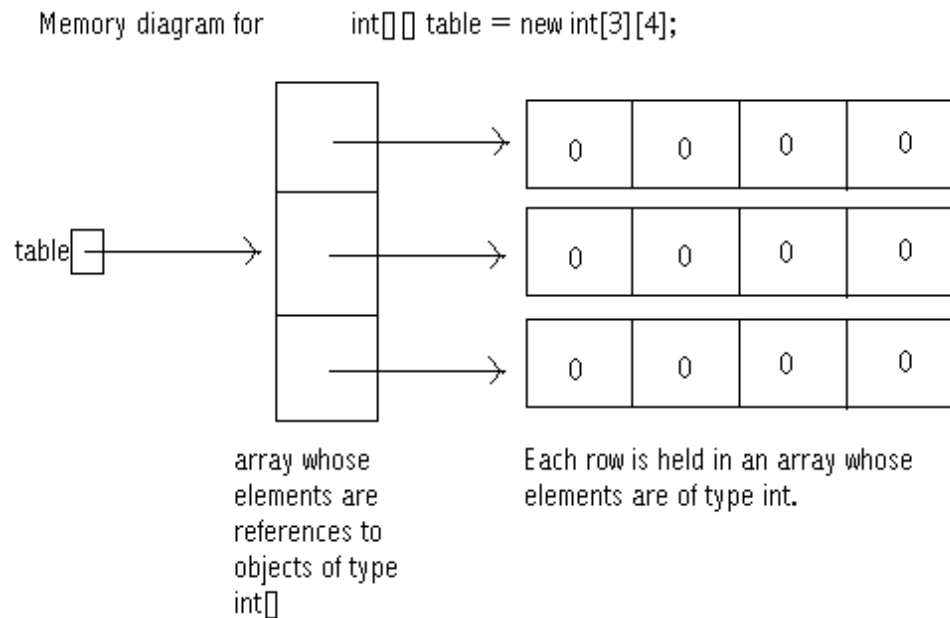 Memory diagram for int[][] table = new int[3][4];
0 0 0 0
table
0 0 0 0
0 0 0 0
array whose
elements are
references to
objects of type
int[]
Each row is held in an array whose
elements are of type int.